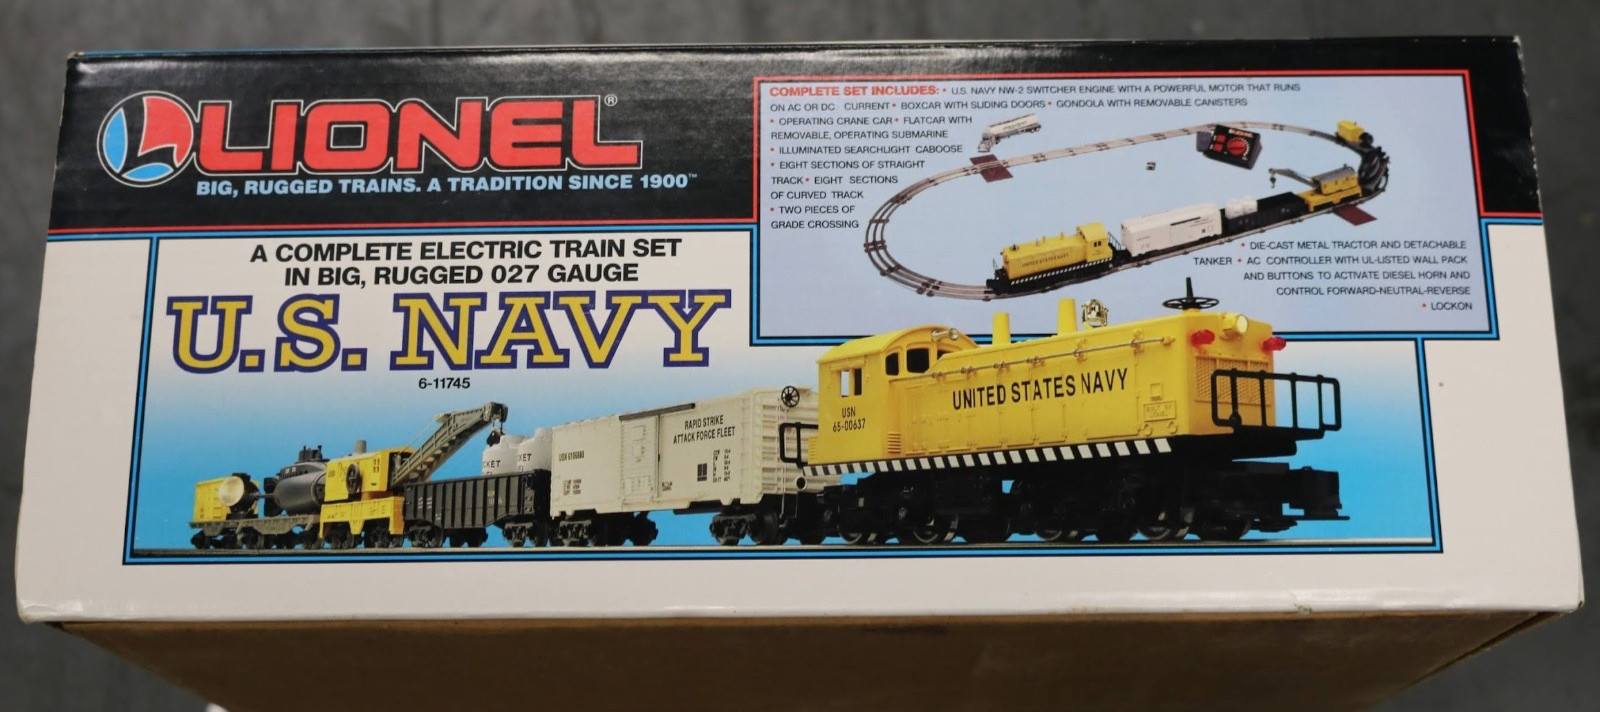 LIONEL®
BIG, RUGGED TRAINS. A TRADITION SINCE 1900™
A COMPLETE ELECTRIC TRAIN SET
IN BIG, RUGGED 027 GAUGE
U.S. NAVY
6-11745
COMPLETE SET INCLUDES: • U.S. NAVY NW-2 SWITCHER ENGINE WITH A POWERFUL MOTOR THAT RUNS
ON AC OR DC CURRENT • BOXCAR WITH SLIDING DOORS • GONDOLA WITH REMOVABLE CANISTERS
• OPERATING CRANE CAR • FLATCAR WITH
REMOVABLE, OPERATING SUBMARINE
• ILLUMINATED SEARCHLIGHT CABOOSE
• EIGHT SECTIONS OF STRAIGHT
TRACK • EIGHT SECTIONS
OF CURVED TRACK
• TWO PIECES OF
GRADE CROSSING
• DIE-CAST METAL TRACTOR AND DETACHABLE
TANKER • AC CONTROLLER WITH UL-LISTED WALL PACK
AND BUTTONS TO ACTIVATE DIESEL HORN AND
CONTROL FORWARD-NEUTRAL-REVERSE
• LOCKON
UNITED STATES NAVY
RAPID STRIKE
ATTACK FORCE FLEET
UNITED STATES NAVY
USN
65-00637